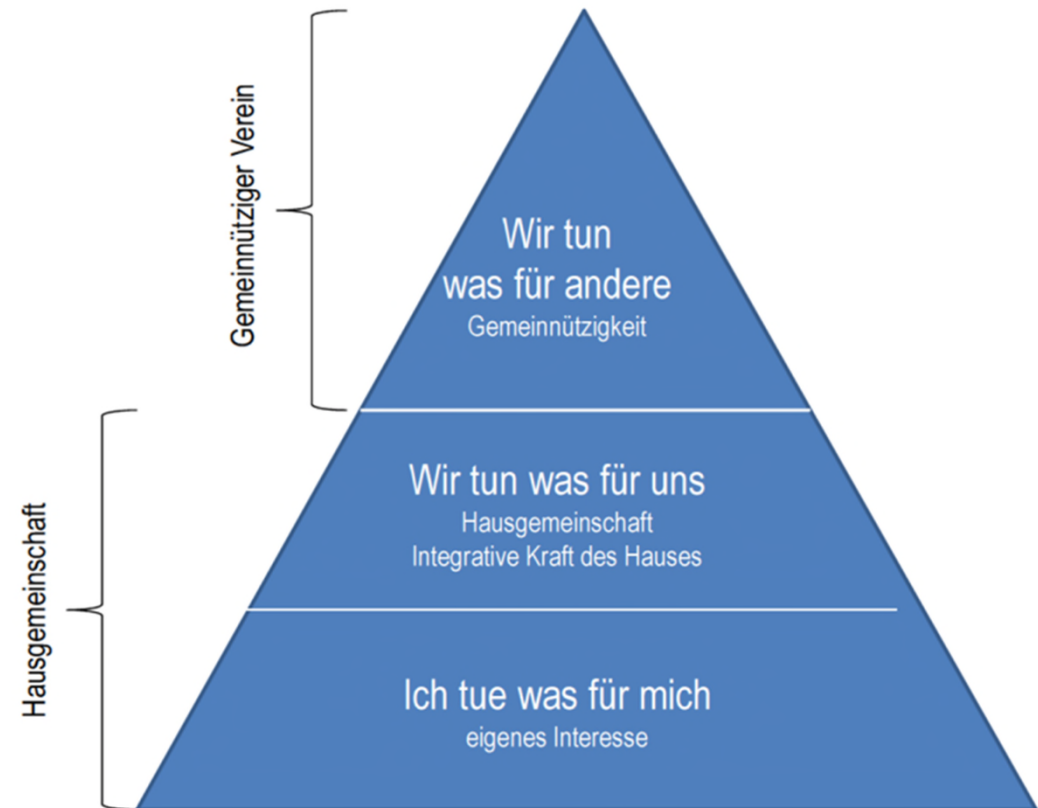 Gemeinnütziger Verein
Wir tun
was für andere
Gemeinnützigkeit
Hausgemeinschaft
Wir tun was für uns
Hausgemeinschaft
Integrative Kraft des Hauses
Ich tue was für mich
eigenes Interesse